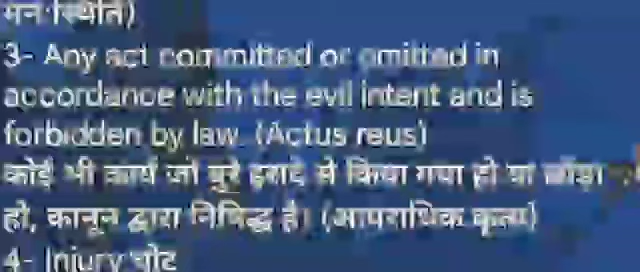 मनःस्थिति)
3- Any act committed or omitted in
accordance with the evil intent and is
forbidden by law. (Actus reus)
कोई भी कार्य जो बुरे इरादे से किया गया हो या छोड़ा
हो, कानून द्वारा निषिद्ध है। (आपराधिक कृत्य)
4- Injury चोट